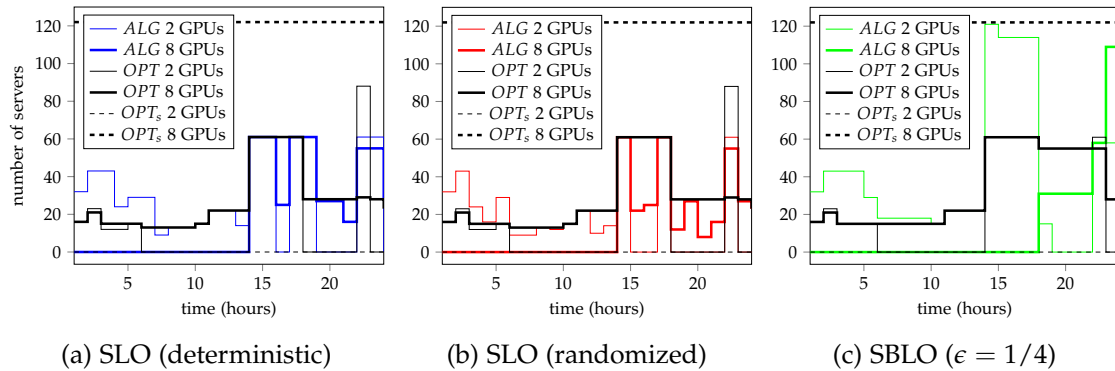 number of servers
120
100
80
60
40
20
0
ALG 2 GPUs
ALG 8 GPUs
OPT 2 GPUs
OPT 8 GPUs
OPTs 2 GPUs
OPTs 8 GPUs
5 10 15 20
time (hours)
(a) SLO (deterministic)
120
100
80
60
40
20
0
ALG 2 GPUs
ALG 8 GPUs
OPT 2 GPUs
OPT 8 GPUs
OPTs 2 GPUs
OPTs 8 GPUs
5 10 15 20
time (hours)
(b) SLO (randomized)
120
100
80
60
40
20
0
ALG 2 GPUs
ALG 8 GPUs
OPT 2 GPUs
OPT 8 GPUs
OPTs 2 GPUs
OPTs 8 GPUs
5 10 15 20
time (hours)
(c) SBLO (ϵ = 1/4)